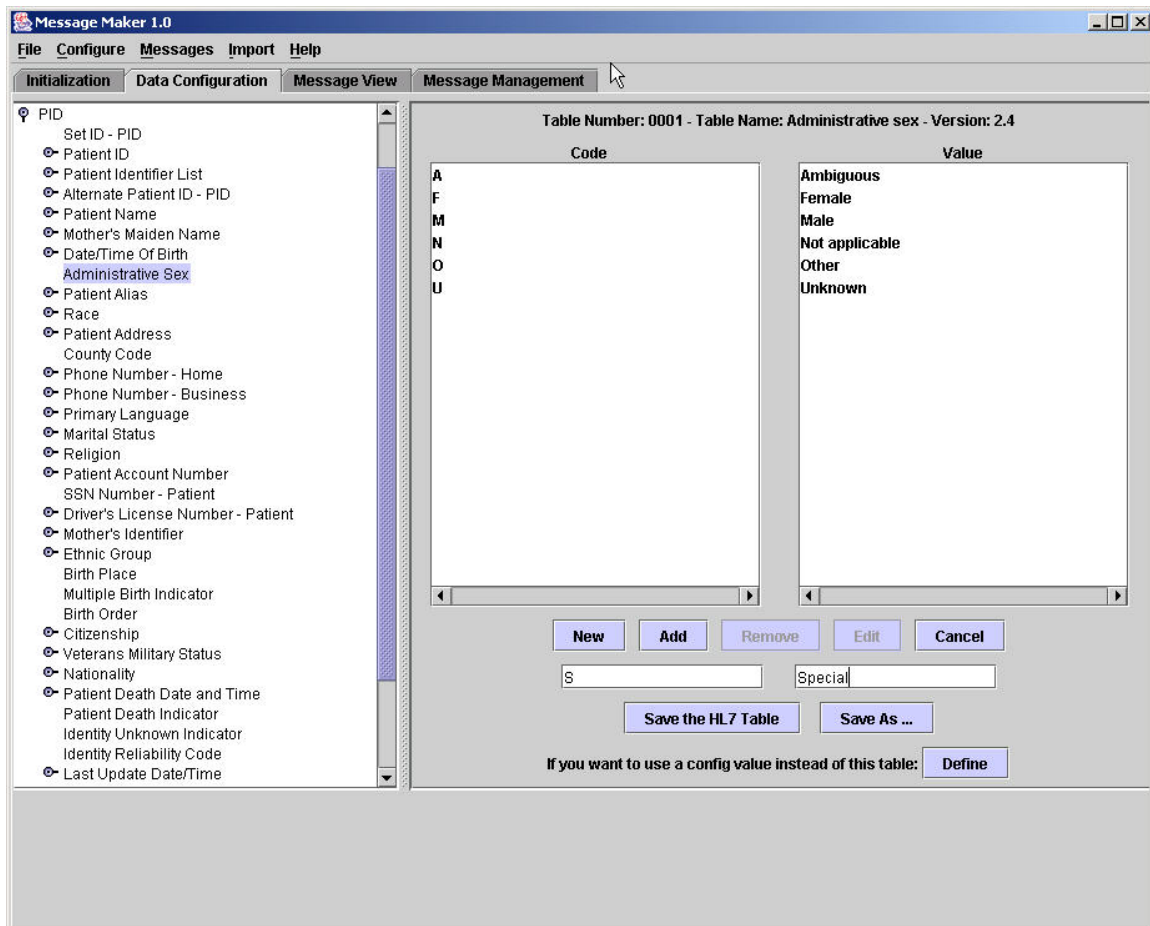 Message Maker 1.0
File Configure Messages Import Help
Initialization Data Configuration Message View Message Management
PID
Set ID - PID
Patient ID
Patient Identifier List
Alternate Patient ID - PID
Patient Name
Mother's Maiden Name
Date/Time Of Birth
Administrative Sex
Patient Alias
Race
Patient Address
County Code
Phone Number - Home
Phone Number - Business
Primary Language
Marital Status
Religion
Patient Account Number
SSN Number - Patient
Driver's License Number - Patient
Mother's Identifier
Ethnic Group
Birth Place
Multiple Birth Indicator
Birth Order
Citizenship
Veterans Military Status
Nationality
Patient Death Date and Time
Patient Death Indicator
Identity Unknown Indicator
Identity Reliability Code
Last Update Date/Time
Table Number: 0001 - Table Name: Administrative sex - Version: 2.4
Code Value
A Ambiguous
F Female
M Male
N Not applicable
O Other
U Unknown
New Add Remove Edit Cancel
S Special
Save the HL7 Table Save As ...
If you want to use a config value instead of this table: Define